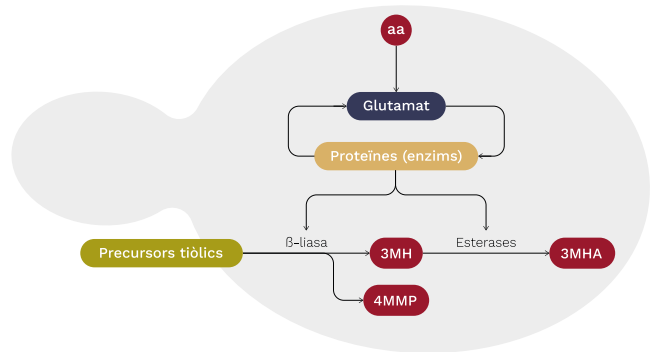 aa
Glutamat
Proteïnes (enzims)
ß-liasa
Esterases
Precursors tiòlics
3MH
3MHA
4MMP